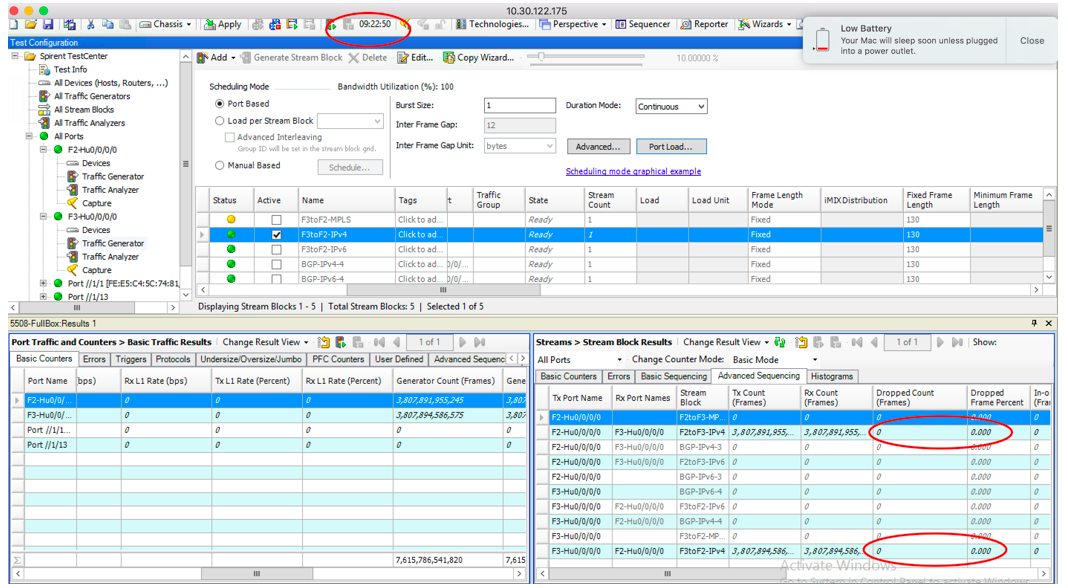 10.30.122.175
Chassis Apply 09:22:50 Technologies... Perspective Sequencer Reporter Wizards
Low Battery
Your Mac will sleep soon unless plugged
into a power outlet.
Close
Test Configuration
Spirent TestCenter
Test Info
All Devices (Hosts, Routers, ...)
All Traffic Generators
All Stream Blocks
All Traffic Analyzers
All Ports
F2-Hu0/0/0/0
Devices
Traffic Generator
Traffic Analyzer
Capture
F3-Hu0/0/0/0
Devices
Traffic Generator
Traffic Analyzer
Capture
Port //1/1 [FE:E5:C4:5C:74:81,
Port //1/13
Add Generate Stream Block Delete Edit... Copy Wizard... 10.00000 %
Scheduling Mode
Bandwidth Utilization (%): 100
Port Based
Load per Stream Block
Advanced Interleaving
Group ID will be set in the stream block grid.
Manual Based
Schedule...
Burst Size: 1
Inter Frame Gap: 12
Inter Frame Gap Unit: bytes
Duration Mode: Continuous
Advanced... Port Load...
Scheduling mode graphical example
Status Active Name Tags t Traffic Group State Stream Count Load Load Unit Frame Length Mode iMIX Distribution Fixed Frame Length Minimum Frame Length
F3toF2-MPLS Click to ad... Ready 1 Fixed 130
F3toF2-IPv4 Click to ad... Ready 1 Fixed 130
F3toF2-IPv6 Click to ad... Ready 1 Fixed 130
BGP-IPv4-4 Click to ad... 0/0/... Ready 1 Fixed 130
BGP-IPv6-4 Click to ad... 0/0/... Ready 1 Fixed 130
Displaying Stream Blocks 1 - 5 | Total Stream Blocks: 5 | Selected 1 of 5
5508-FullBox:Results 1
Port Traffic and Counters > Basic Traffic Results Change Result View 1 of 1
Basic Counters Errors Triggers Protocols Undersize/Oversize/Jumbo PFC Counters User Defined Advanced Sequenc
Port Name bps) Rx L1 Rate (bps) Tx L1 Rate (Percent) Rx L1 Rate (Percent) Generator Count (Frames) Gene
F2-Hu0/0/... 0 0 0 3,807,891,955,245 3,807
F3-Hu0/0/... 0 0 0 3,807,894,586,575 3,807
Port //1/1... 0 0 0 0 0
Port //1/13 0 0 0 0 0
7,615,786,541,820 7,615
Streams > Stream Block Results Change Result View 1 of 1 Show:
All Ports Change Counter Mode: Basic Mode
Basic Counters Errors Basic Sequencing Advanced Sequencing Histograms
Tx Port Name Rx Port Names Stream Block Tx Count (Frames) Rx Count (Frames) Dropped Count (Frames) Dropped Frame Percent In-o (Fra
F2-Hu0/0/0/0 F2toF3-MP... 0 0 0 0.000 0
F2-Hu0/0/0/0 F3-Hu0/0/0/0 F2toF3-IPv4 3,807,891,955,... 3,807,891,955,... 0 0.000 0
F2-Hu0/0/0/0 F3-Hu0/0/0/0 BGP-IPv4-3 0 0 0 0.000 0
F2-Hu0/0/0/0 F3-Hu0/0/0/0 F2toF3-IPv6 0 0 0 0.000 0
F2-Hu0/0/0/0 BGP-IPv6-3 0 0 0 0.000 0
F3-Hu0/0/0/0 BGP-IPv6-4 0 0 0 0.000 0
F3-Hu0/0/0/0 F2-Hu0/0/0/0 F3toF2-IPv6 0 0 0 0.000 0
F3-Hu0/0/0/0 F2-Hu0/0/0/0 BGP-IPv4-4 0 0 0 0.000 0
F3-Hu0/0/0/0 F3toF2-MP... 0 0 0 0.000 0
F3-Hu0/0/0/0 F2-Hu0/0/0/0 F3toF2-IPv4 3,807,894,586,... 3,807,894,586,... 0 0.000 0
Activate Windows
Go to System in Control Panel to activate Windows.